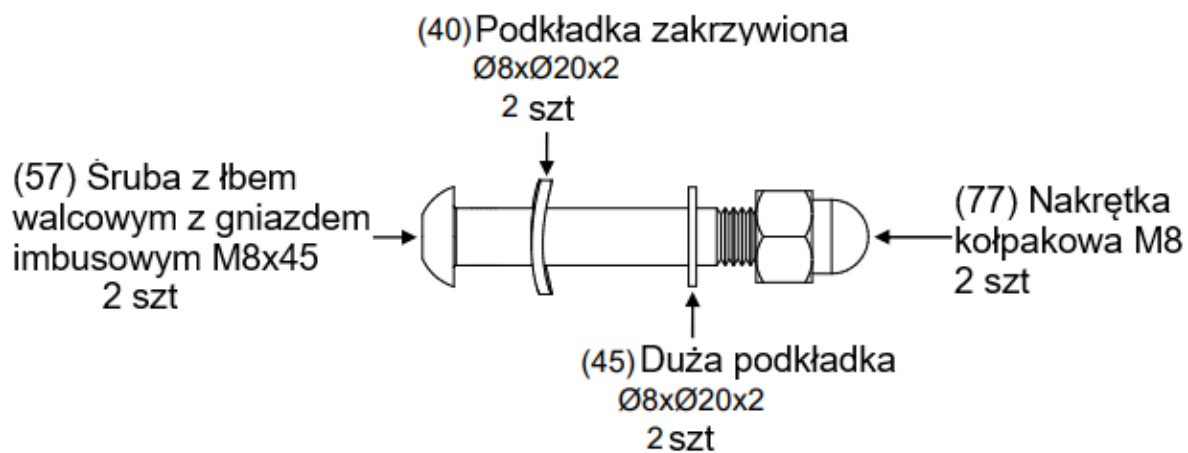 (40) Podkładka zakrzywiona
Ø8xØ20x2
2 szt
(57) Śruba z łbem
walcowym z gniazdem
imbusowym M8x45
2 szt
(77) Nakrętka
kołpakowa M8
2 szt
(45) Duża podkładka
Ø8xØ20x2
2 szt